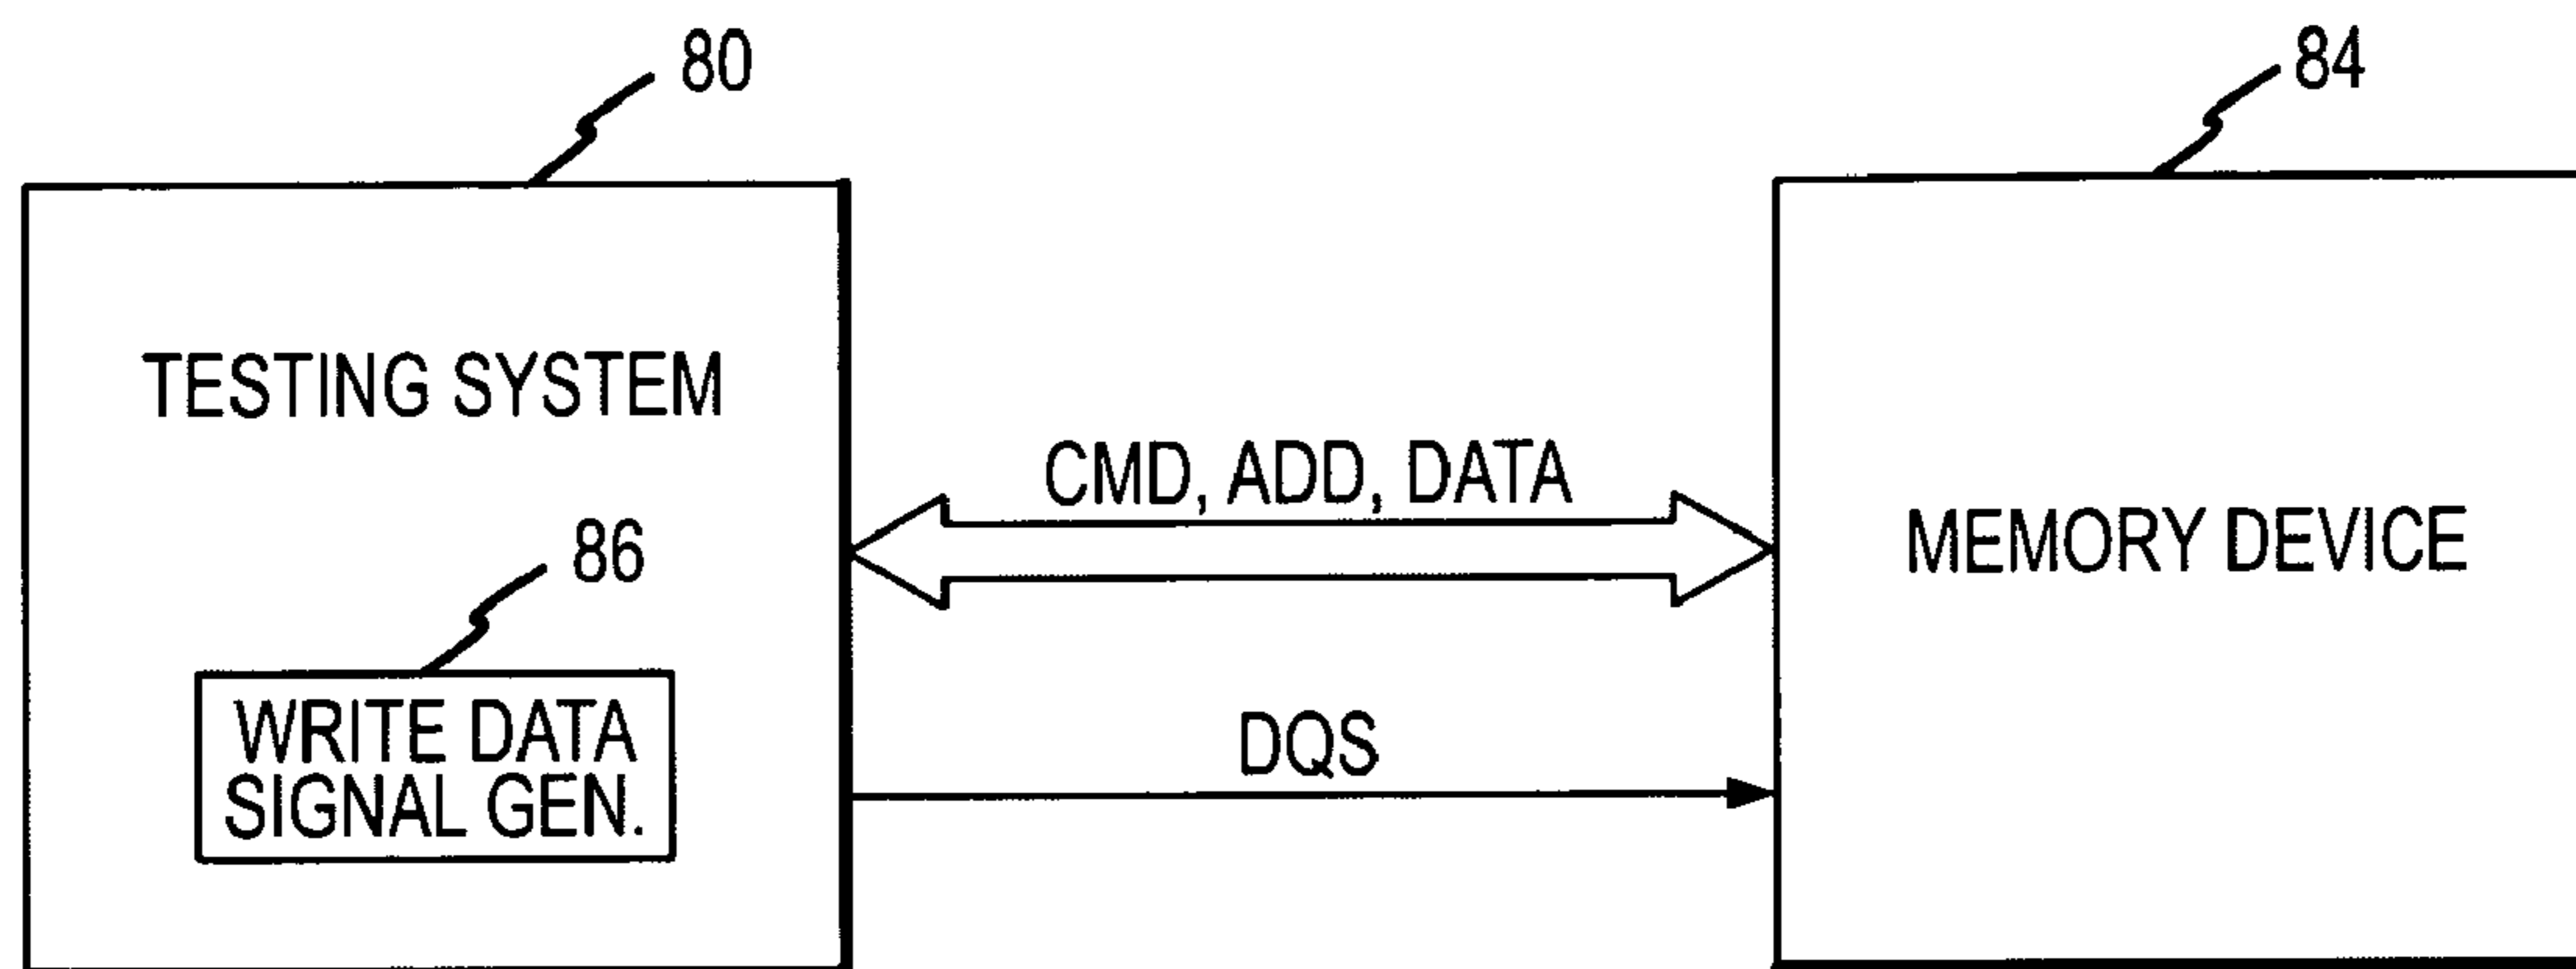 80
84
TESTING SYSTEM
CMD, ADD, DATA
MEMORY DEVICE
86
WRITE DATA
SIGNAL GEN.
DQS